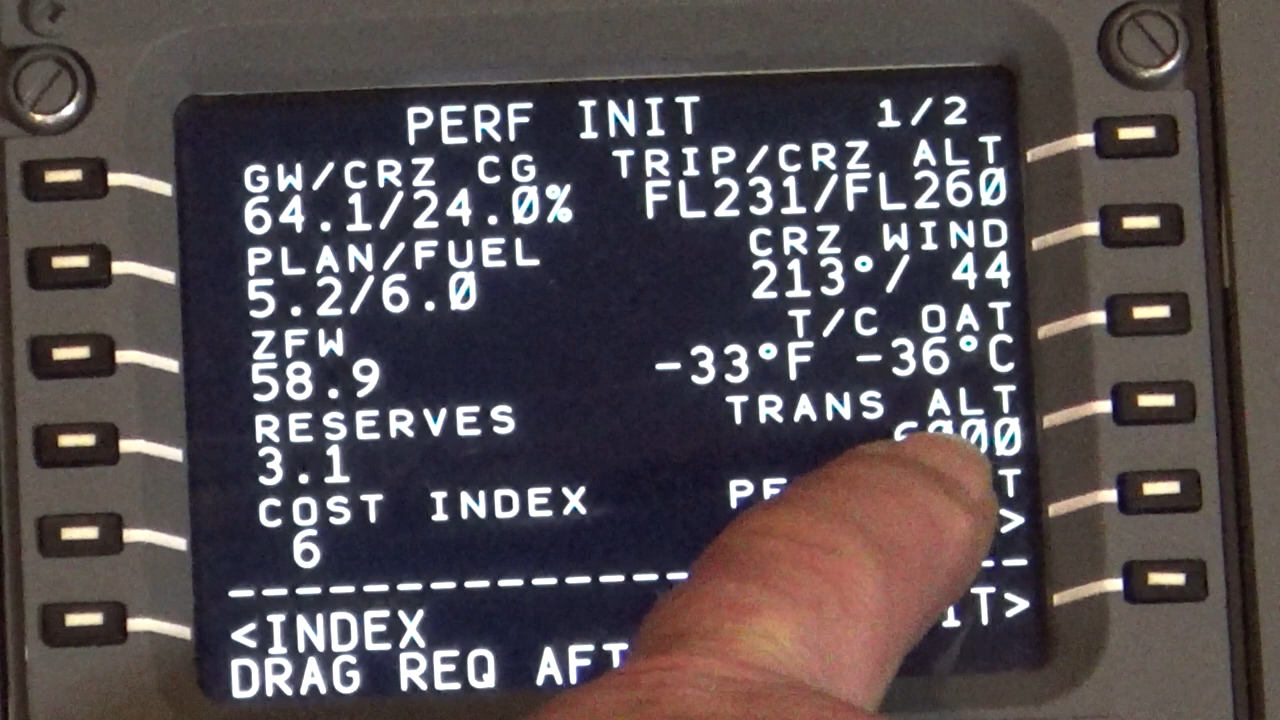 PERF INIT 1/2
GW/CRZ CG TRIP/CRZ ALT
64.1/24.0% FL231/FL260
PLAN/FUEL CRZ WIND
5.2/6.0 213°/ 44
ZFW T/C OAT
58.9 -33°F -36°C
RESERVES TRANS ALT
3.1 6000
COST INDEX
6 >
<INDEX IT>
DRAG REQ AFT